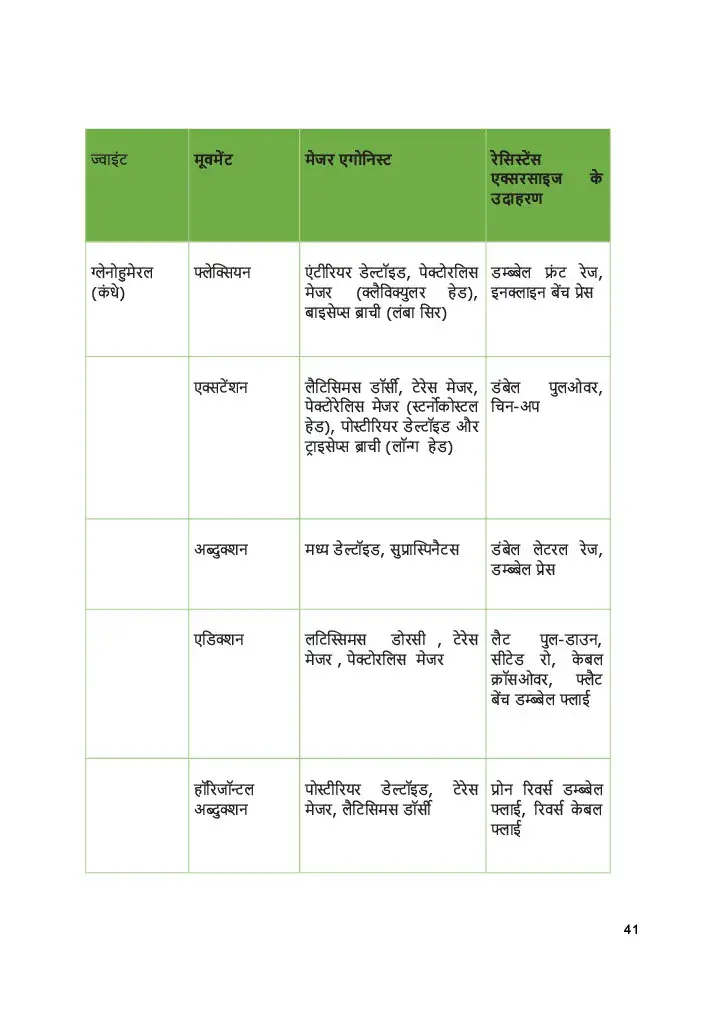 ज्वाइंट
मूवमेंट
मेजर एगोनिस्ट
रेसिस्टेंस
एक्सरसाइज के
उदाहरण
ग्लेनोहुमेरल
(कंधे)
फ्लेक्सियन
एंटीरियर डेल्टॉइड, पेक्टोरलिस
मेजर (क्लैविक्युलर हेड),
बाइसेप्स ब्राची (लंबा सिर)
डम्ब्बेल फ्रंट रेज,
इनक्लाइन बेंच प्रेस
एक्सटेंशन
लैटिसिमस डॉर्सी, टेरेस मेजर,
पेक्टोरेलिस मेजर (स्टर्नोकोस्टल
हेड), पोस्टीरियर डेल्टॉइड और
ट्राइसेप्स ब्राची (लॉन्ग हेड)
डंबेल पुलओवर,
चिन-अप
अब्दुक्शन
मध्य डेल्टॉइड, सुप्रास्पिनैटस
डंबेल लेटरल रेज,
डम्ब्बेल प्रेस
एडिक्शन
लटिस्सिमस डोरसी , टेरेस
मेजर , पेक्टोरलिस मेजर
लैट पुल-डाउन,
सीटेड रो, केबल
क्रॉसओवर, फ्लैट
बेंच डम्ब्बेल फ्लाई
हॉरिजॉन्टल
अब्दुक्शन
पोस्टीरियर डेल्टॉइड, टेरेस
मेजर, लैटिसिमस डॉर्सी
प्रोन रिवर्स डम्ब्बेल
फ्लाई, रिवर्स केबल
फ्लाई
41